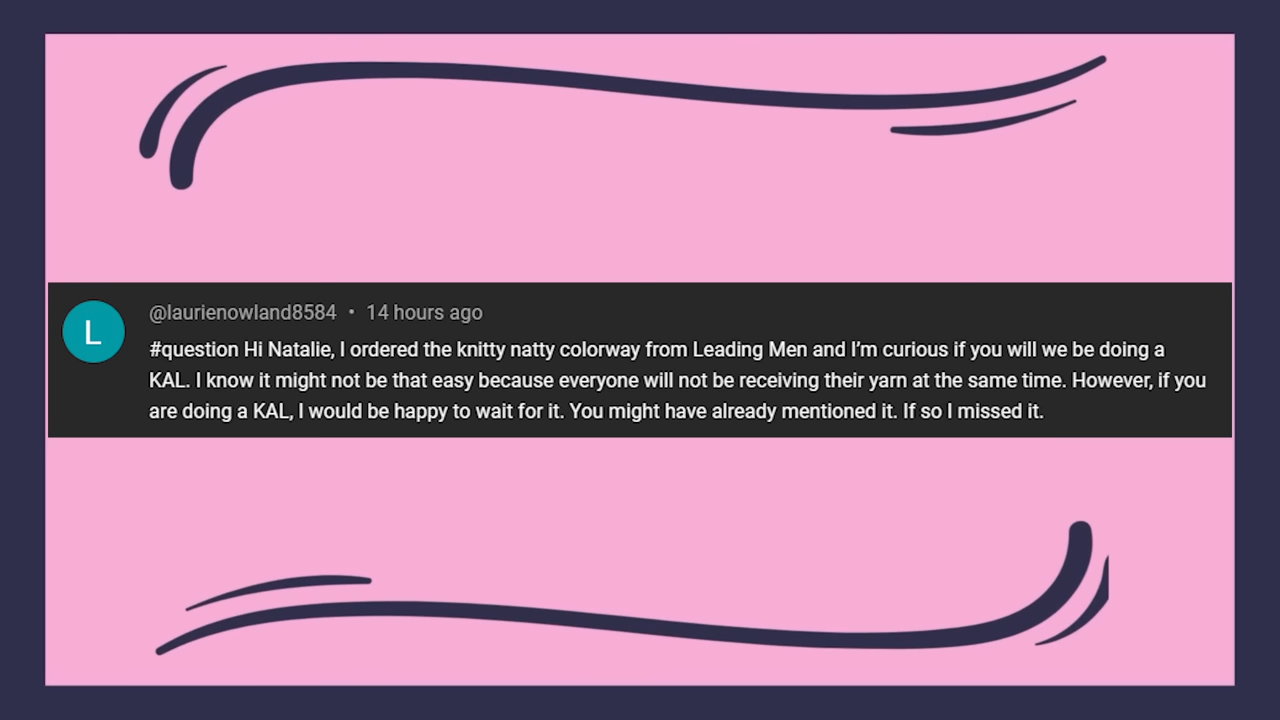 L
@laurienowland8584 • 14 hours ago
#question Hi Natalie, I ordered the knitty natty colorway from Leading Men and I’m curious if you will we be doing a
KAL. I know it might not be that easy because everyone will not be receiving their yarn at the same time. However, if you
are doing a KAL, I would be happy to wait for it. You might have already mentioned it. If so I missed it.